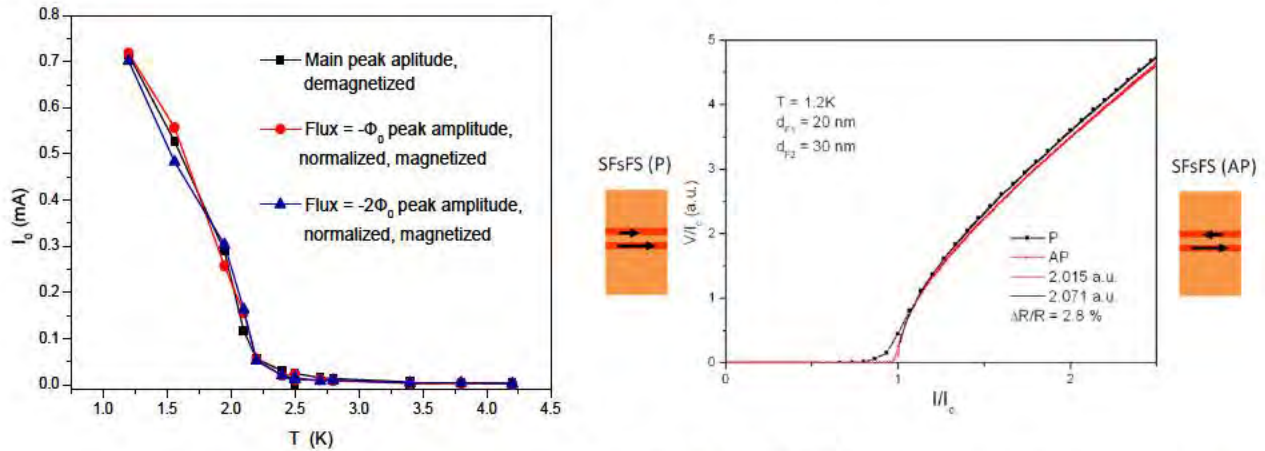 0.8
0.7
0.6
0.5
0.4
0.3
0.2
0.1
0.0
I₀ (mA)
Main peak aplitude,
demagnetized
Flux = -Φ₀ peak amplitude,
normalized, magnetized
Flux = -2Φ₀ peak amplitude,
normalized, magnetized
1.0 1.5 2.0 2.5 3.0 3.5 4.0 4.5
T (K)
SFsFS (P)
5
4
3
2
1
0
V/I꜀ (a.u.)
T = 1.2K
d_F1 = 20 nm
d_F2 = 30 nm
P
AP
2.015 a.u.
2.071 a.u.
ΔR/R = 2.8 %
0 1 2
I/I꜀
SFsFS (AP)